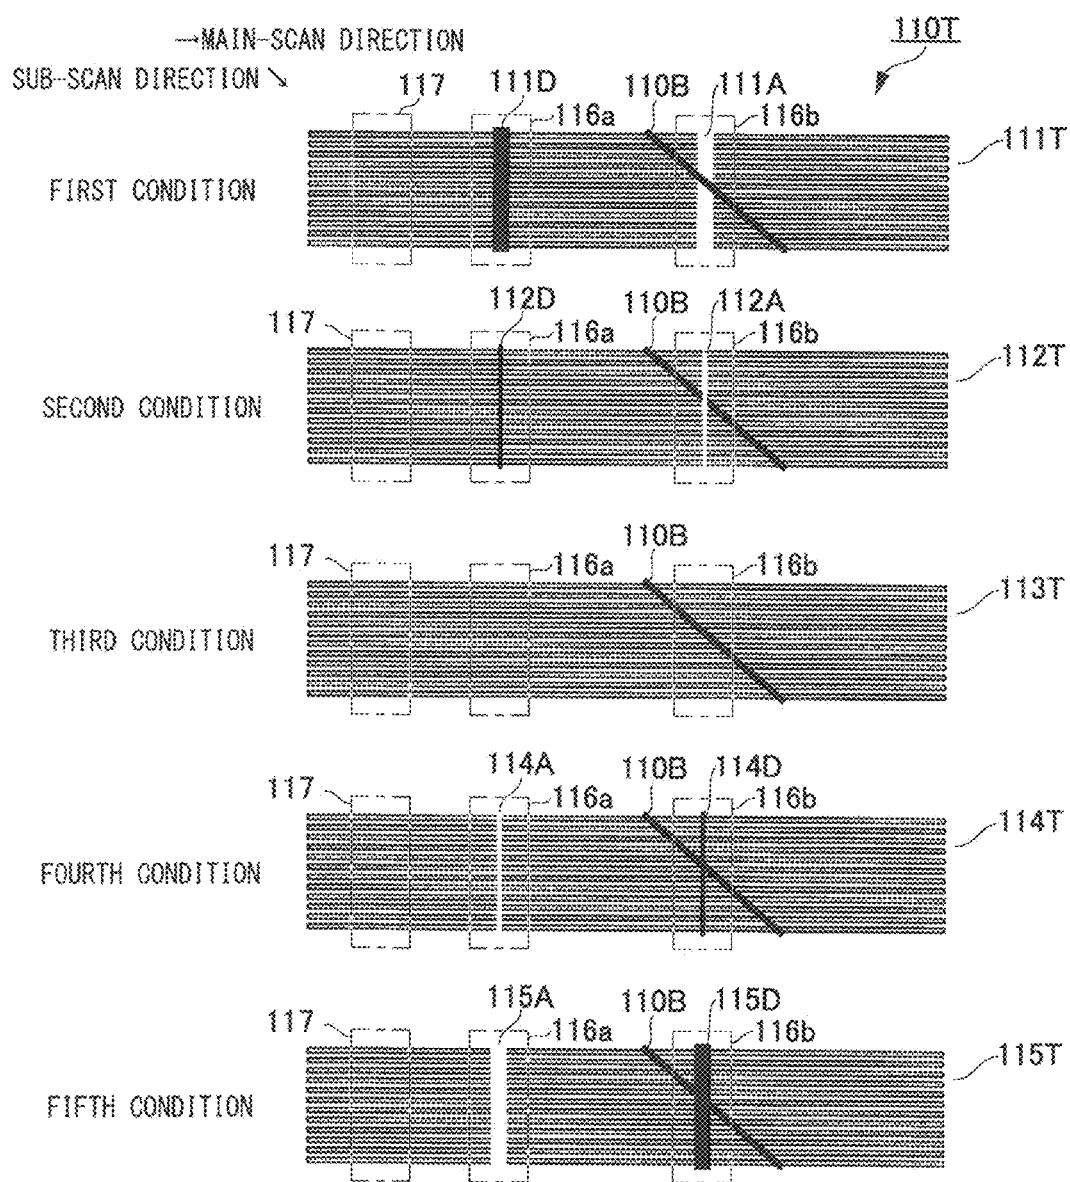 110T
→MAIN-SCAN DIRECTION
SUB-SCAN DIRECTION ↘
117 111D 116a 110B 111A 116b
111T
FIRST CONDITION
117 112D 116a 110B 112A 116b
112T
SECOND CONDITION
117 116a 110B 116b
113T
THIRD CONDITION
117 114A 116a 110B 114D 116b
114T
FOURTH CONDITION
117 115A 116a 110B 115D 116b
115T
FIFTH CONDITION